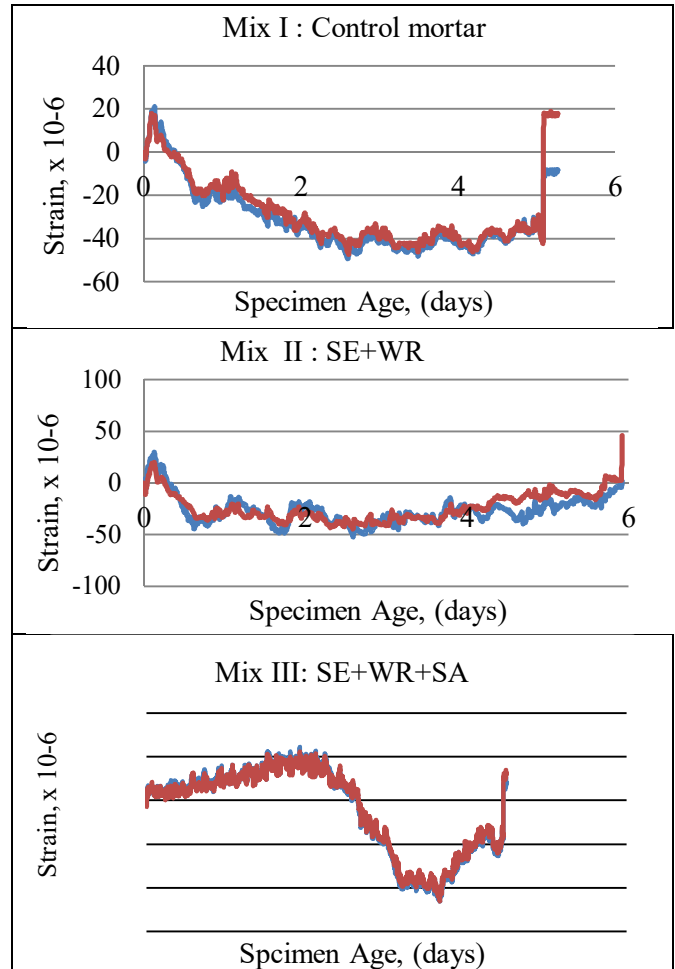 Mix I : Control mortar
40
20
0
-20
-40
-60
0
2
4
6
Strain, x 10-6
Specimen Age, (days)
Mix II : SE+WR
100
50
0
-50
-100
0
2
4
6
Strain, x 10-6
Specimen Age, (days)
Mix III: SE+WR+SA
Strain, x 10-6
Spcimen Age, (days)